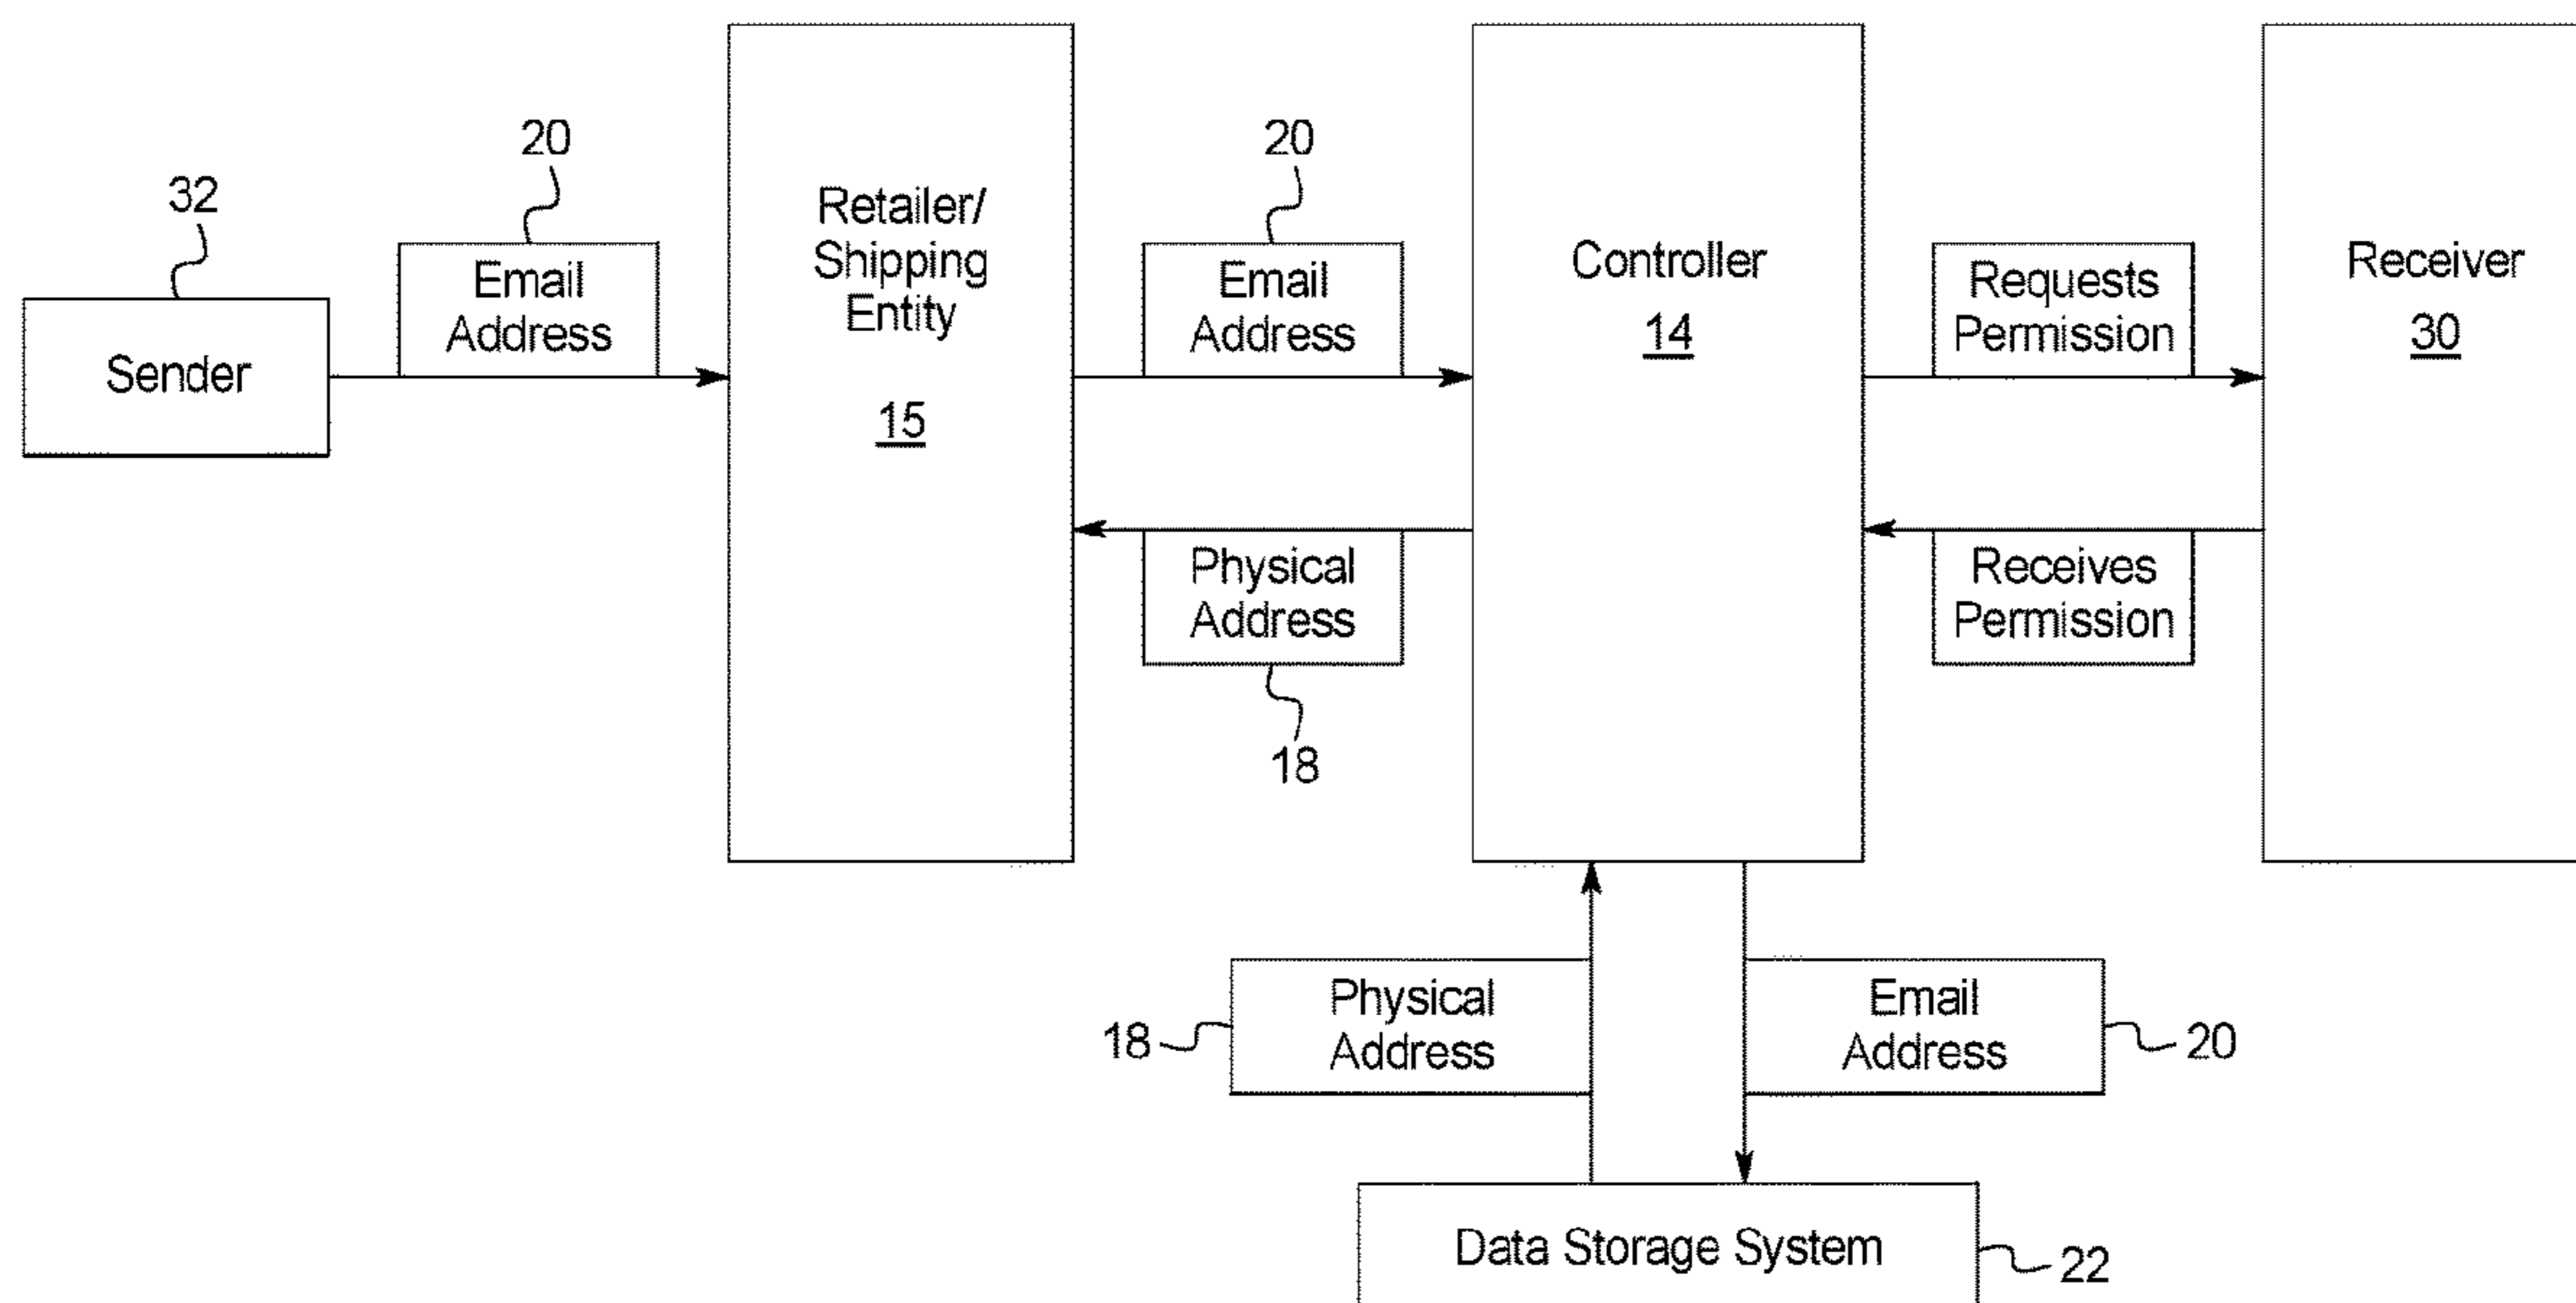 32
20
Sender
Email
Address
Retailer/
Shipping
Entity
15
20
Email
Address
Physical
Address
18
Controller
14
Requests
Permission
Receives
Permission
Receiver
30
18
Physical
Address
Email
Address
20
Data Storage System
22